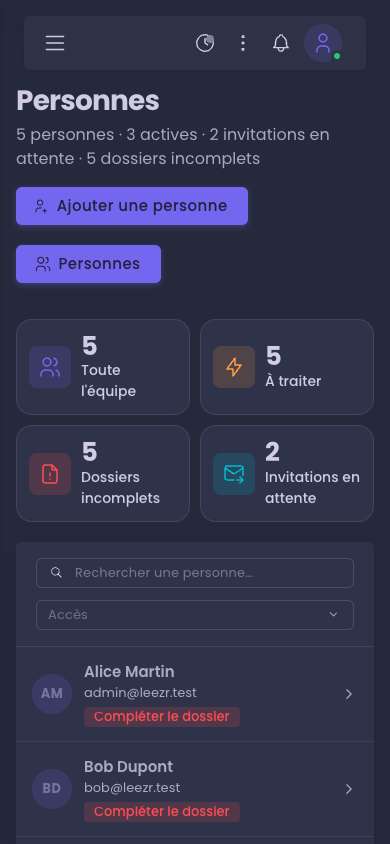 Personnes
5 personnes · 3 actives · 2 invitations en
attente · 5 dossiers incomplets
Ajouter une personne
Personnes
5
Toute
l'équipe
5
À traiter
5
Dossiers
incomplets
2
Invitations en
attente
Rechercher une personne...
Accès
AM
Alice Martin
admin@leezr.test
Compléter le dossier
BD
Bob Dupont
bob@leezr.test
Compléter le dossier